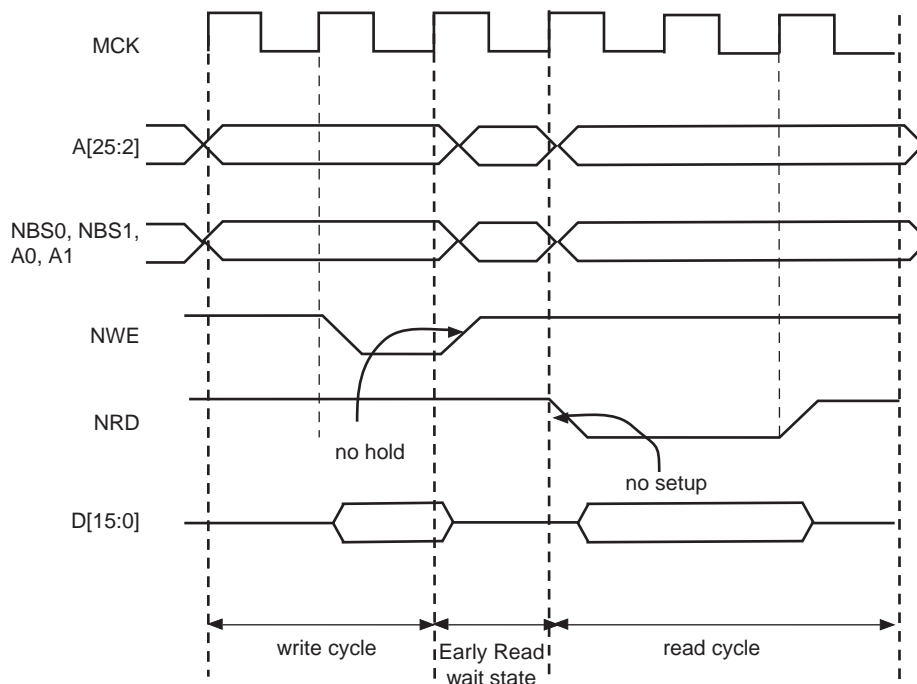 MCK
A[25:2]
NBS0, NBS1,
A0, A1
NWE
NRD
no hold
no setup
D[15:0]
write cycle
Early Read
wait state
read cycle